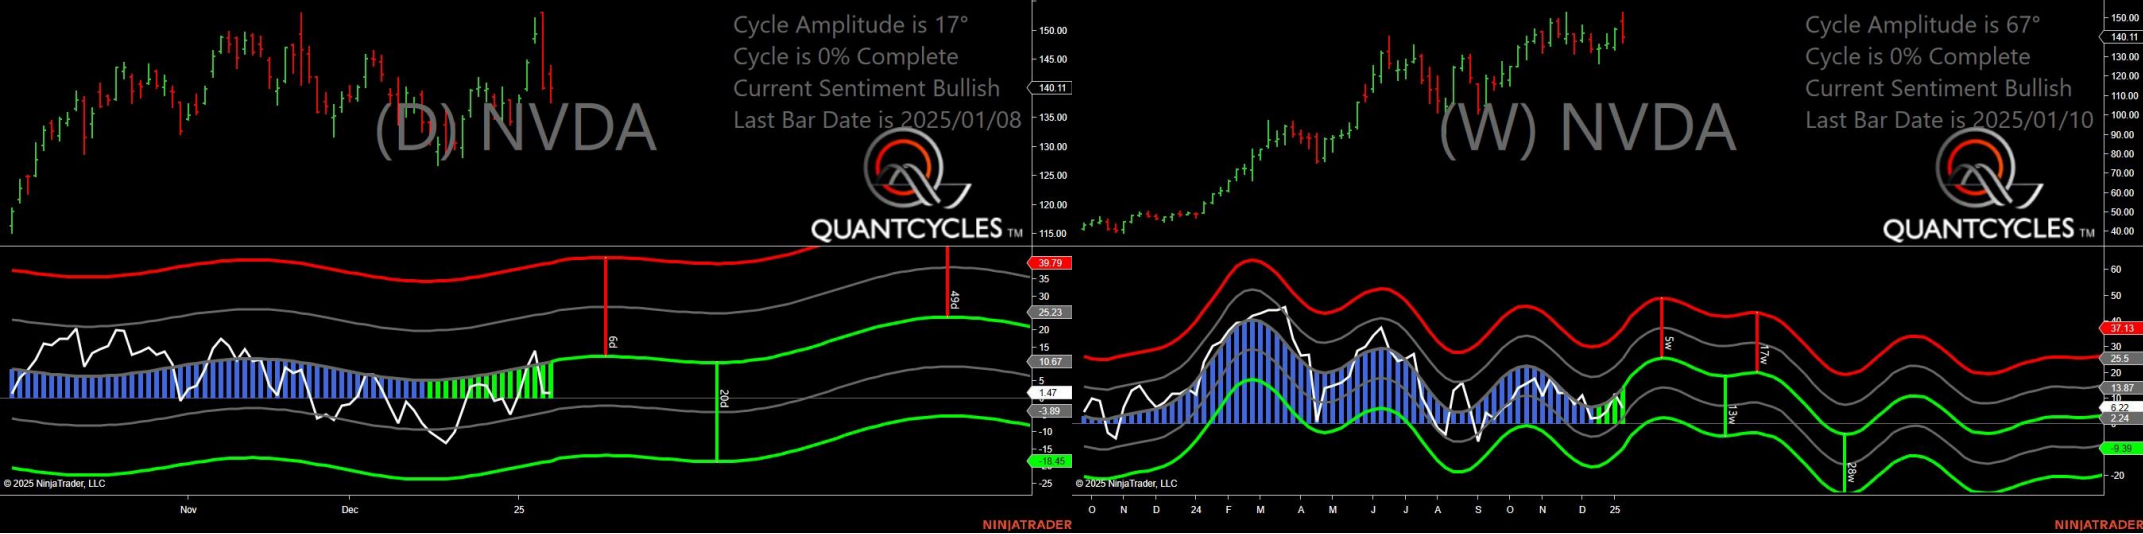 Cycle Amplitude is 17°
Cycle is 0% Complete
Current Sentiment Bullish
Last Bar Date is 2025/01/08
(D) NVDA
QUANTCYCLES TM
150.00
145.00
140.11
135.00
130.00
125.00
120.00
115.00
39.79
35
30
25.23
20
15
10.67
5
1.47
-3.89
-10
-15
-18.45
-25
6d
20d
49d
© 2025 NinjaTrader, LLC
Nov
Dec
25
NINJATRADER
Cycle Amplitude is 67°
Cycle is 0% Complete
Current Sentiment Bullish
Last Bar Date is 2025/01/10
(W) NVDA
QUANTCYCLES TM
150.00
140.11
130.00
120.00
110.00
100.00
90.00
80.00
70.00
60.00
50.00
40.00
60
50
37.13
30
25.5
20
13.87
10
6.22
2.24
-9.39
-20
5w
13w
17w
28w
© 2025 NinjaTrader, LLC
O
N
D
24
F
M
A
M
J
J
A
S
O
N
D
25
NINJATRADER